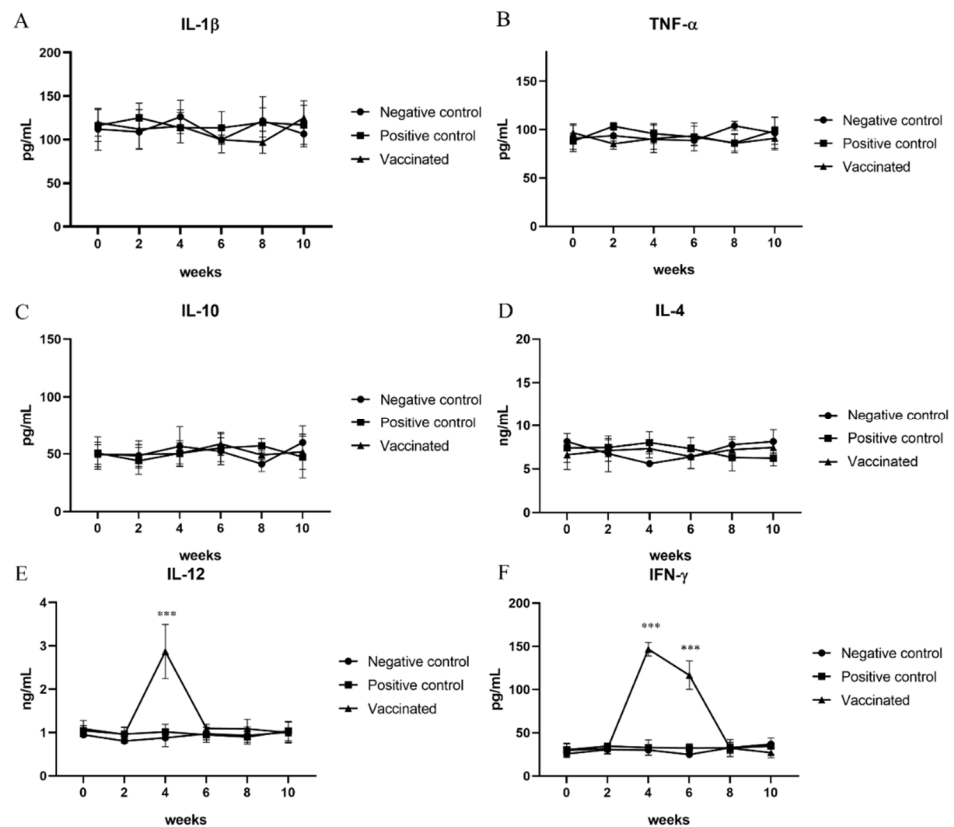 A
IL-1β
200
150
100
50
0
pg/mL
0 2 4 6 8 10
weeks
Negative control
Positive control
Vaccinated
B
TNF-α
150
100
50
0
pg/mL
0 2 4 6 8 10
weeks
Negative control
Positive control
Vaccinated
C
IL-10
150
100
50
0
pg/mL
0 2 4 6 8 10
weeks
Negative control
Positive control
Vaccinated
D
IL-4
20
15
10
5
0
ng/mL
0 2 4 6 8 10
weeks
Negative control
Positive control
Vaccinated
E
IL-12
4
3
2
1
0
ng/mL
***
0 2 4 6 8 10
weeks
Negative control
Positive control
Vaccinated
F
IFN-γ
200
150
100
50
0
pg/mL
***
***
0 2 4 6 8 10
weeks
Negative control
Positive control
Vaccinated